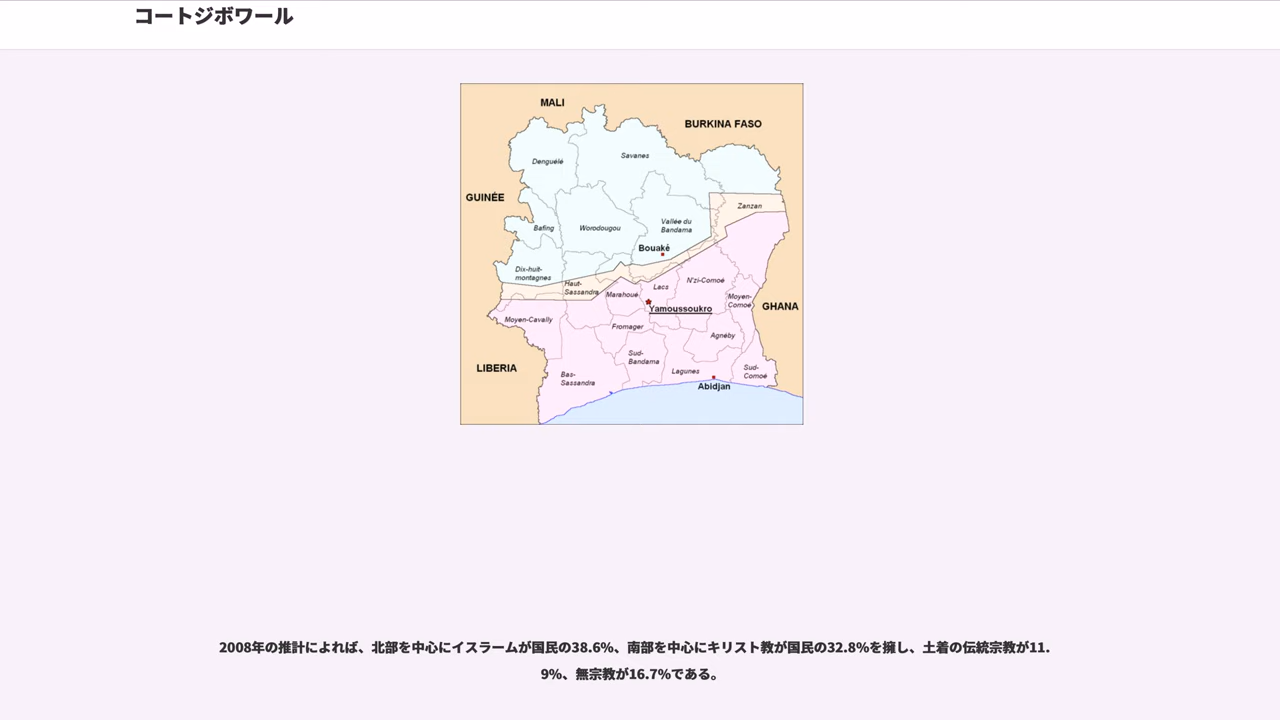 コートジボワール
MALI
BURKINA FASO
Denguélé
Savanes
GUINÉE
Zanzan
Bafing
Worodougou
Vallée du
Bandama
Bouaké
Dix-huit-
montagnes
Haut-
Sassandra
Marahoué
Lacs
N'zi-Comoé
Moyen-
Comoé
GHANA
Yamoussoukro
Moyen-Cavally
Fromager
Agnéby
Sud-
Bandama
LIBERIA
Bas-
Sassandra
Lagunes
Sud-
Comoé
Abidjan
2008年の推計によれば、北部を中心にイスラームが国民の38.6%、南部を中心にキリスト教が国民の32.8%を擁し、土着の伝統宗教が11.
9%、無宗教が16.7%である。